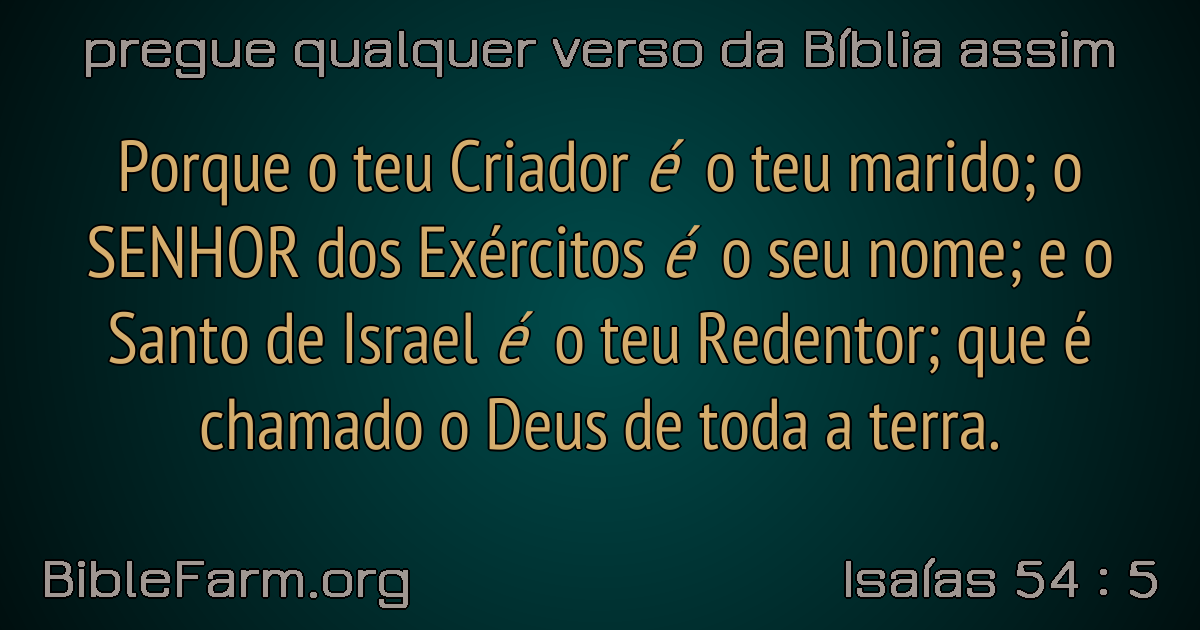 pregue qualquer verso da Bíblia assim
Porque o teu Criador é o teu marido; o
SENHOR dos Exércitos é o seu nome; e o
Santo de Israel é o teu Redentor; que é
chamado o Deus de toda a terra.
BibleFarm.org
Isaías 54 : 5